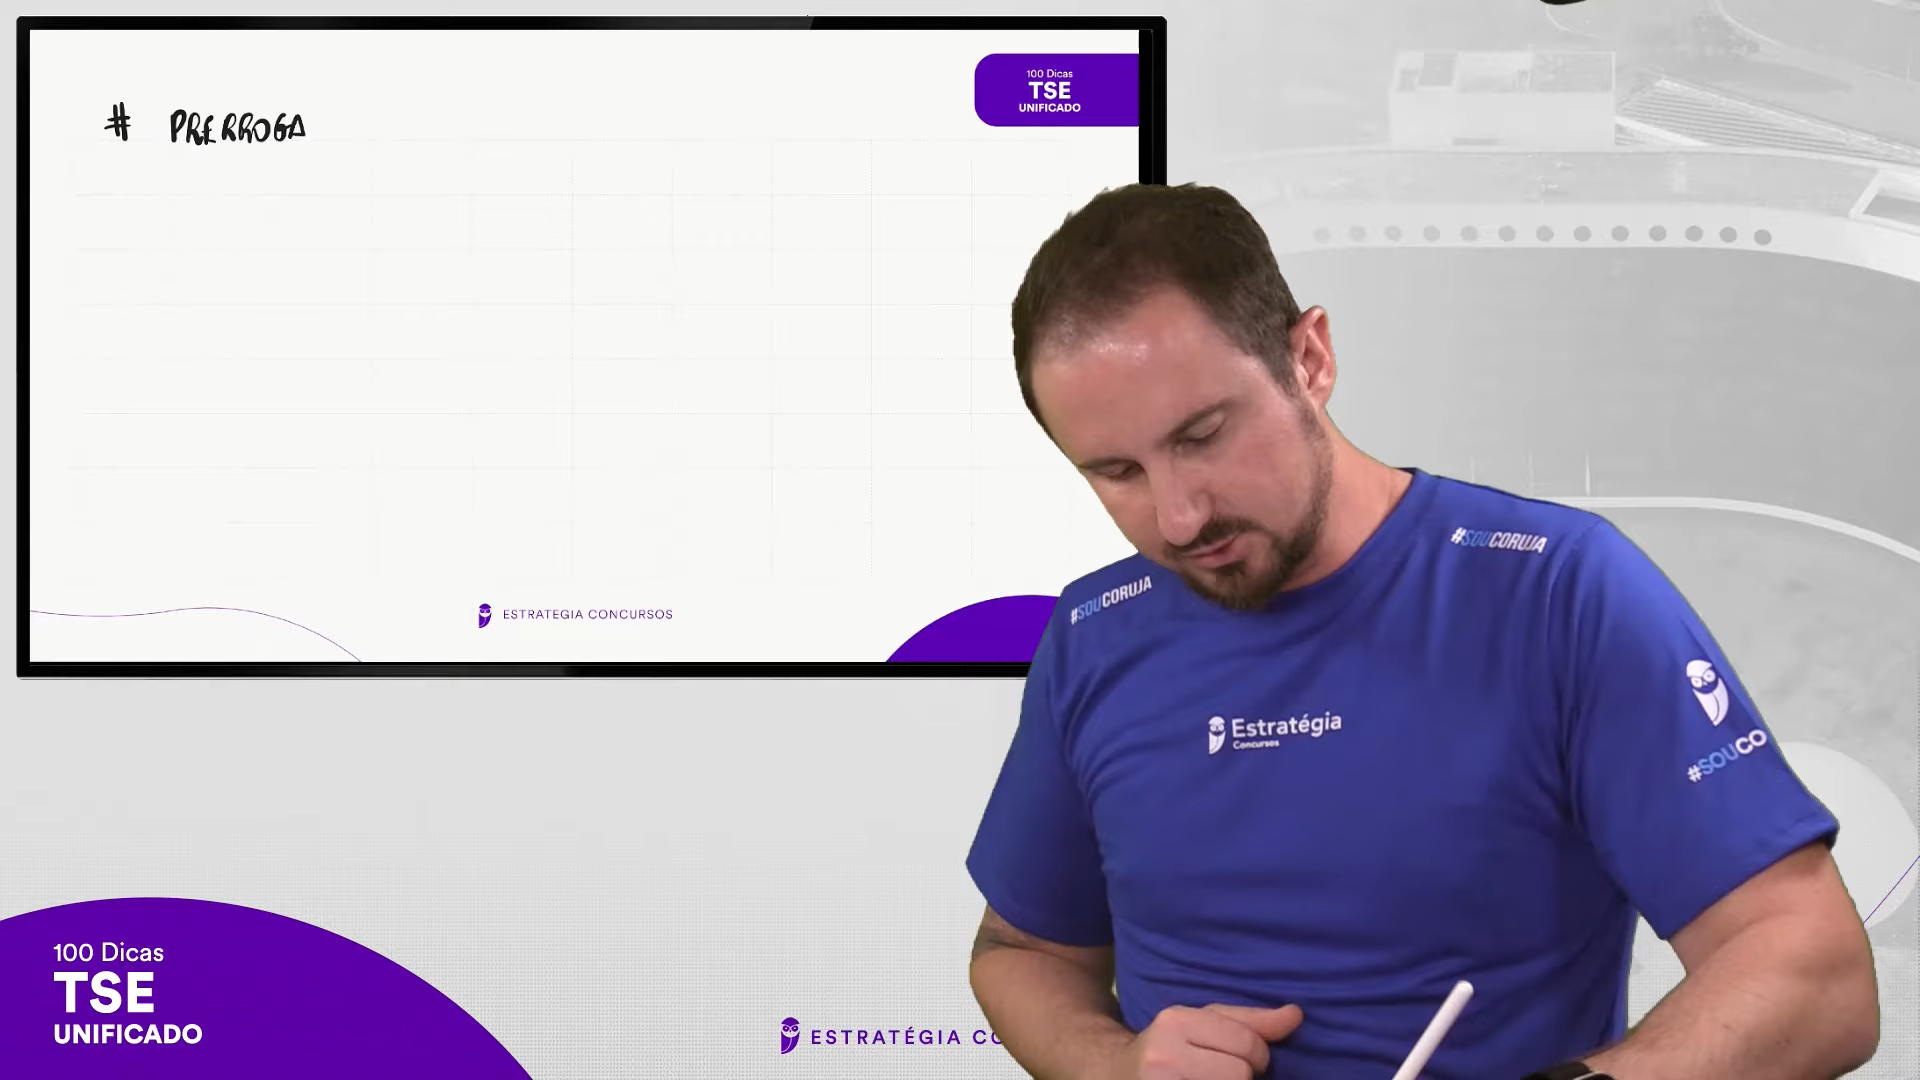 100 Dicas
TSE
UNIFICADO
# PRERROGA
ESTRATEGIA CONCURSOS
#SOUCORUJA
#SOUCORUJA
Estratégia
Concursos
#SOUCO
100 Dicas
TSE
UNIFICADO
ESTRATÉGIA CO